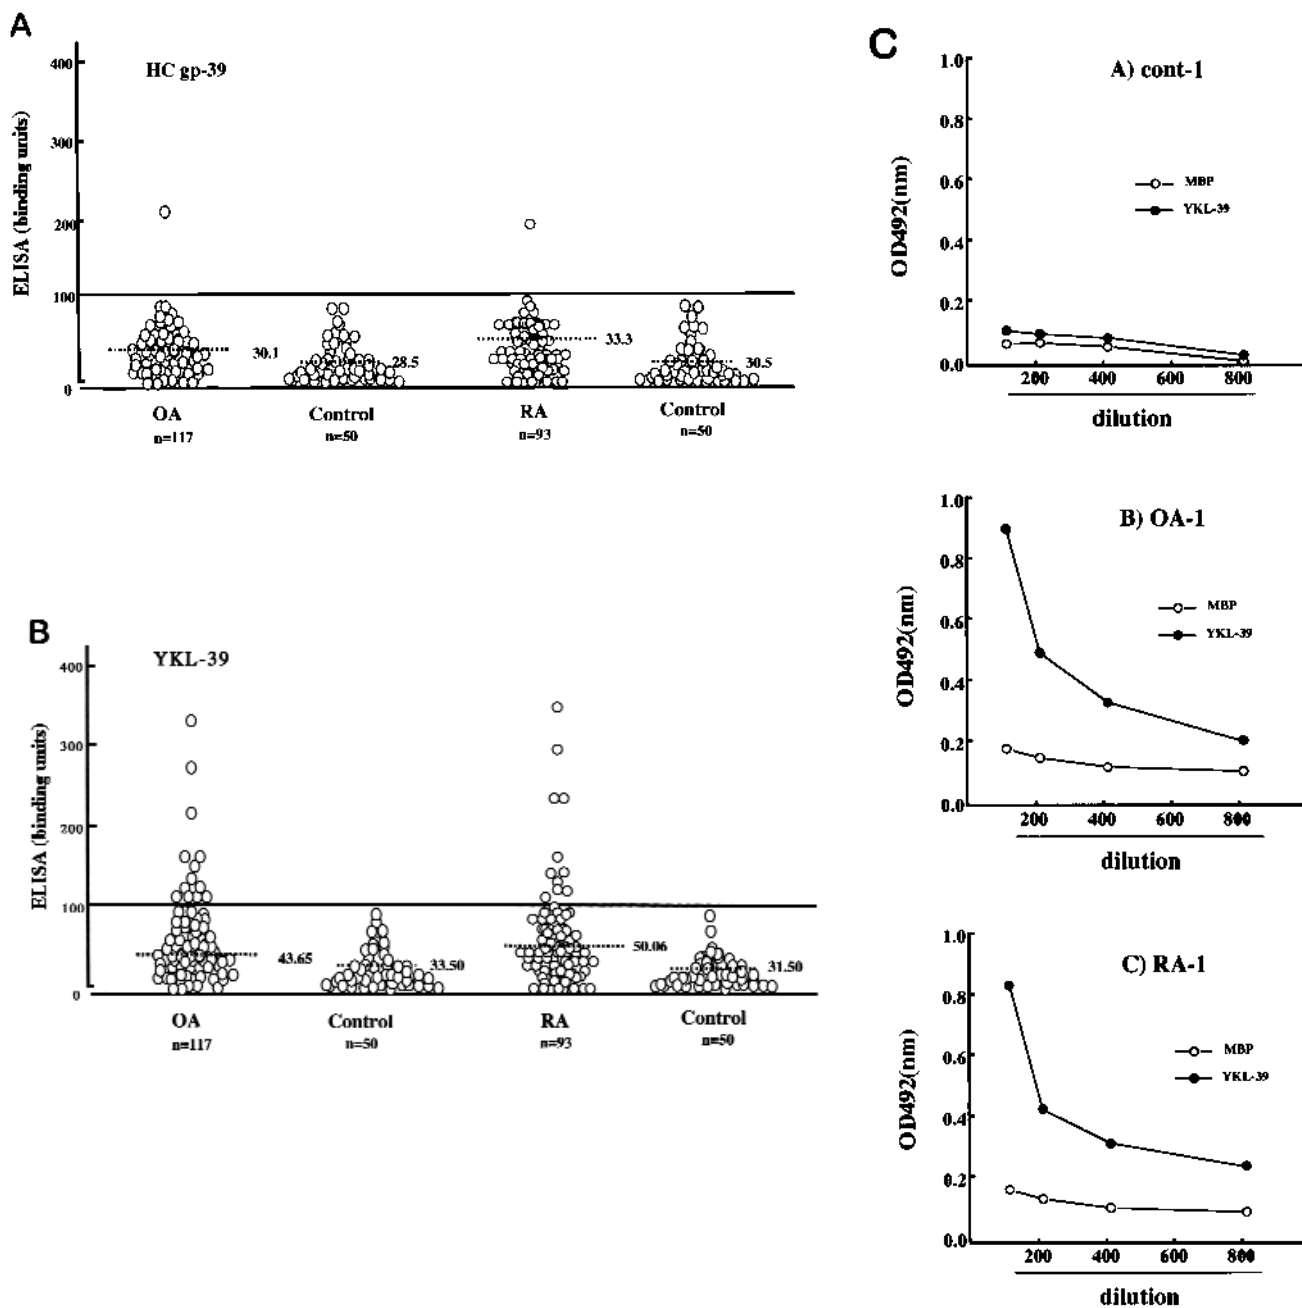 A
HC gp-39
ELISA (binding units)
400
300
200
100
0
30.1
28.5
33.3
30.5
OA
Control
RA
Control
n=117
n=50
n=93
n=50
B
YKL-39
ELISA (binding units)
400
300
200
100
0
43.65
33.50
50.06
31.50
OA
Control
RA
Control
n=117
n=50
n=93
n=50
C
A) cont-1
OD492(nm)
1.0
0.8
0.6
0.4
0.2
0.0
MBP
YKL-39
200 400 600 800
dilution
B) OA-1
OD492(nm)
1.0
0.8
0.6
0.4
0.2
0.0
MBP
YKL-39
200 400 600 800
dilution
C) RA-1
OD492(nm)
1.0
0.8
0.6
0.4
0.2
0.0
MBP
YKL-39
200 400 600 800
dilution